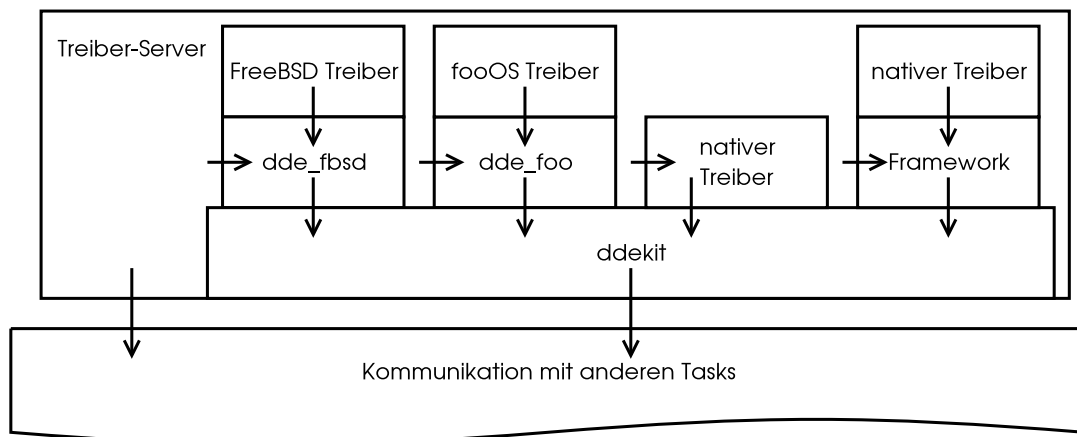 Treiber-Server
FreeBSD Treiber
fooOS Treiber
nativer Treiber
dde_fbsd
dde_foo
nativer
Treiber
Framework
ddekit
Kommunikation mit anderen Tasks